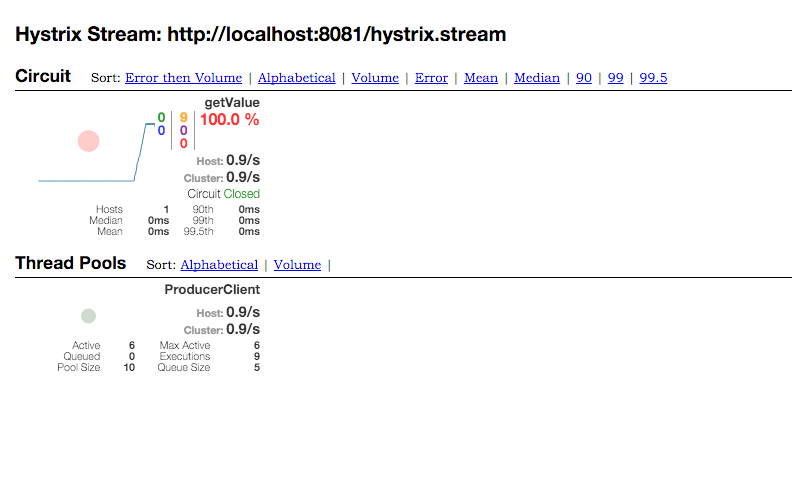 Hystrix Stream: http://localhost:8081/hystrix.stream
Circuit Sort: Error then Volume | Alphabetical | Volume | Error | Mean | Median | 90 | 99 | 99.5
getValue
0 | 9 | 100.0 %
0 | 0
0
Host: 0.9/s
Cluster: 0.9/s
Circuit Closed
Hosts 1 90th 0ms
Median 0ms 99th 0ms
Mean 0ms 99.5th 0ms
Thread Pools Sort: Alphabetical | Volume |
ProducerClient
Host: 0.9/s
Cluster: 0.9/s
Active 6 Max Active 6
Queued 0 Executions 9
Pool Size 10 Queue Size 5